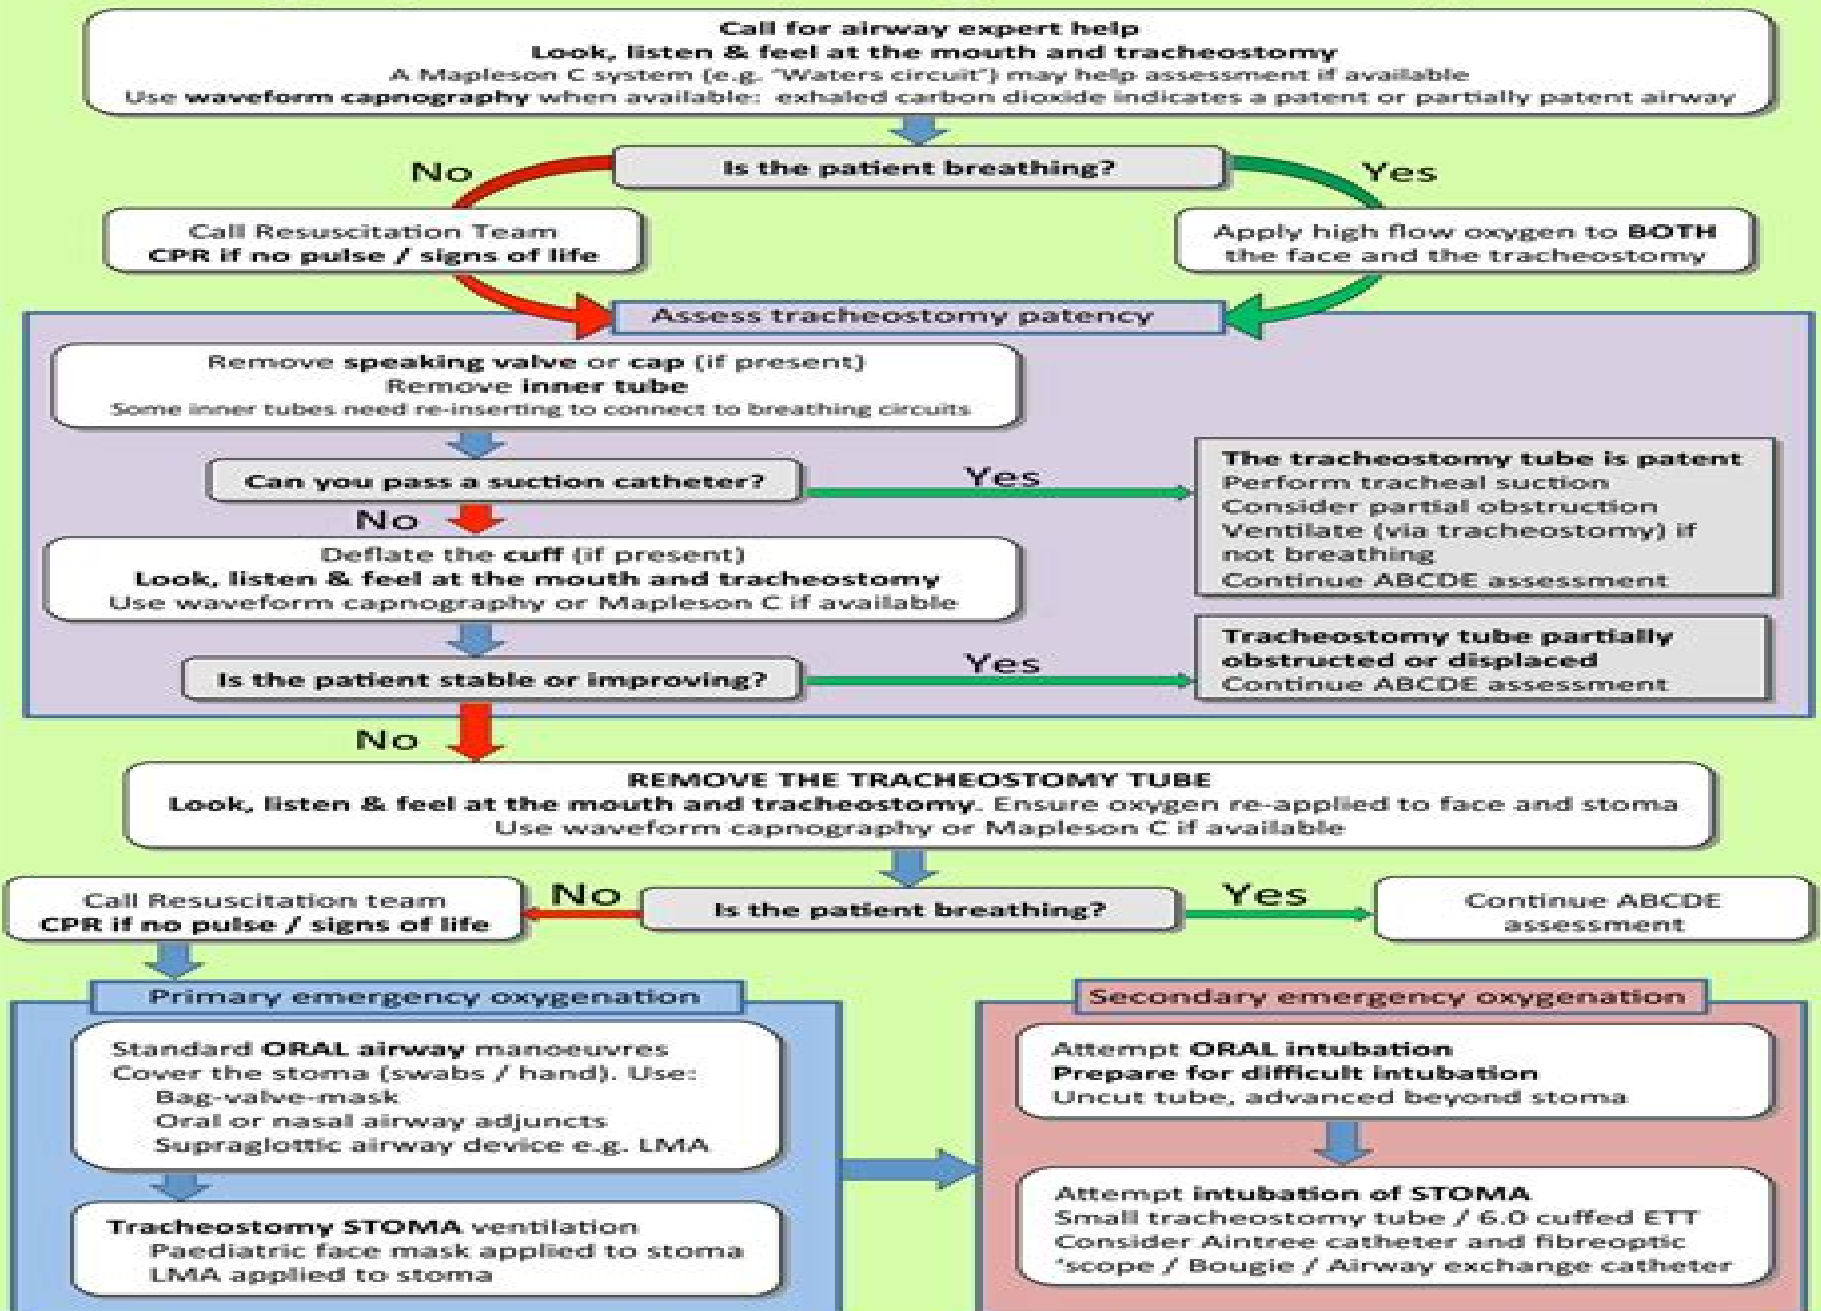 Call for airway expert help
Look, listen & feel at the mouth and tracheostomy
A Mapleson C system (e.g. "Waters circuit") may help assessment if available
Use waveform capnography when available: exhaled carbon dioxide indicates a patent or partially patent airway
Is the patient breathing?
No
Yes
Call Resuscitation Team
CPR if no pulse / signs of life
Apply high flow oxygen to BOTH
the face and the tracheostomy
Assess tracheostomy patency
Remove speaking valve or cap (if present)
Remove inner tube
Some inner tubes need re-inserting to connect to breathing circuits
Can you pass a suction catheter?
Yes
The tracheostomy tube is patent
Perform tracheal suction
Consider partial obstruction
Ventilate (via tracheostomy) if
not breathing
Continue ABCDE assessment
No
Deflate the cuff (if present)
Look, listen & feel at the mouth and tracheostomy
Use waveform capnography or Mapleson C if available
Is the patient stable or improving?
Yes
Tracheostomy tube partially
obstructed or displaced
Continue ABCDE assessment
No
REMOVE THE TRACHEOSTOMY TUBE
Look, listen & feel at the mouth and tracheostomy. Ensure oxygen re-applied to face and stoma
Use waveform capnography or Mapleson C if available
Is the patient breathing?
No
Yes
Call Resuscitation team
CPR if no pulse / signs of life
Continue ABCDE
assessment
Primary emergency oxygenation
Standard ORAL airway manoeuvres
Cover the stoma (swabs / hand). Use:
Bag-valve-mask
Oral or nasal airway adjuncts
Supraglottic airway device e.g. LMA
Tracheostomy STOMA ventilation
Paediatric face mask applied to stoma
LMA applied to stoma
Secondary emergency oxygenation
Attempt ORAL intubation
Prepare for difficult intubation
Uncut tube, advanced beyond stoma
Attempt intubation of STOMA
Small tracheostomy tube / 6.0 cuffed ETT
Consider Aintree catheter and fibreoptic
'scope / Bougie / Airway exchange catheter